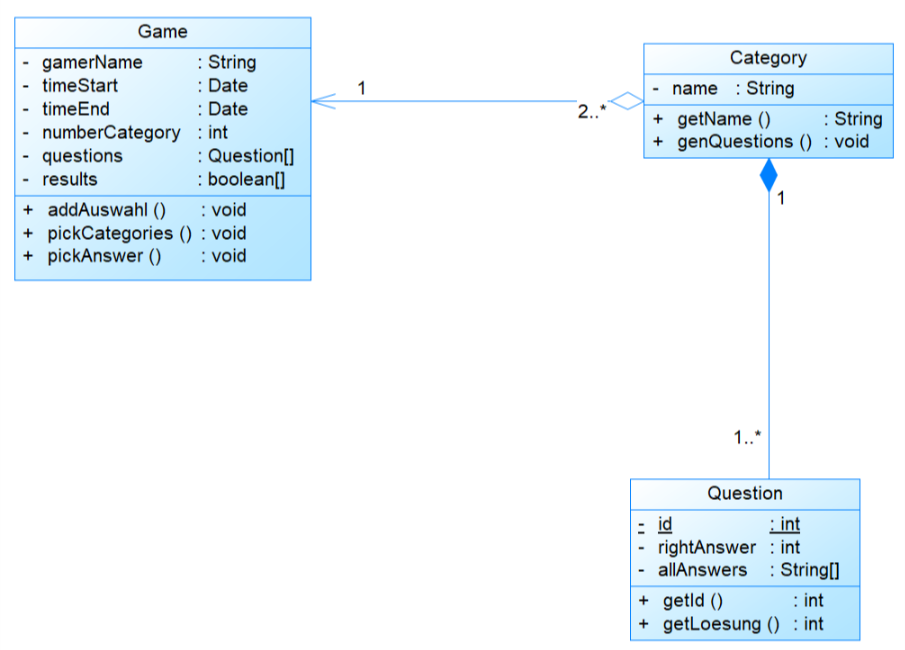 Game
- gamerName : String
- timeStart : Date
- timeEnd : Date
- numberCategory : int
- questions : Question[]
- results : boolean[]
+ addAuswahl () : void
+ pickCategories () : void
+ pickAnswer () : void
1
2..*
Category
- name : String
+ getName () : String
+ genQuestions () : void
1
1..*
Question
- id : int
- rightAnswer : int
- allAnswers : String[]
+ getId () : int
+ getLoesung () : int